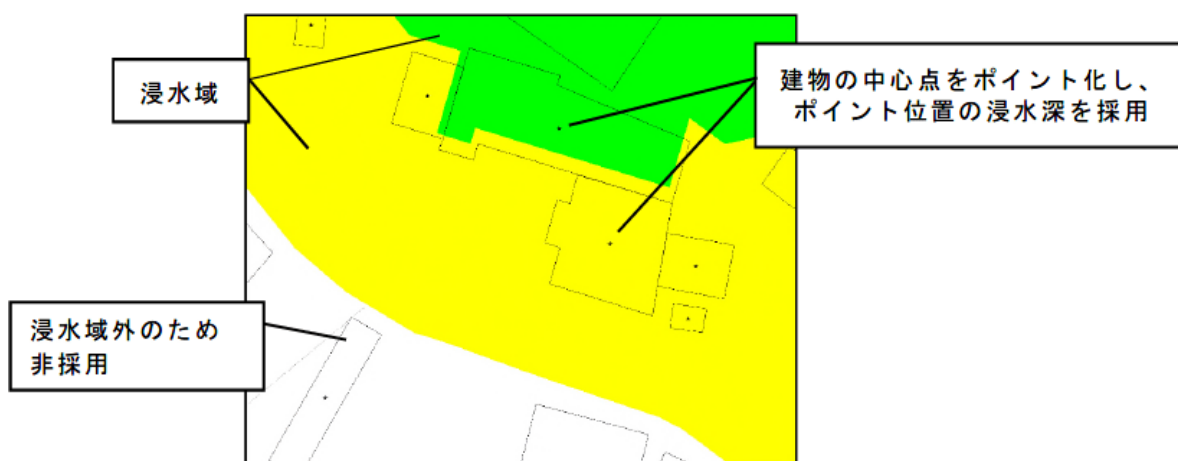 浸水域
建物の中心点をポイント化し、
ポイント位置の浸水深を採用
浸水域外のため
非採用